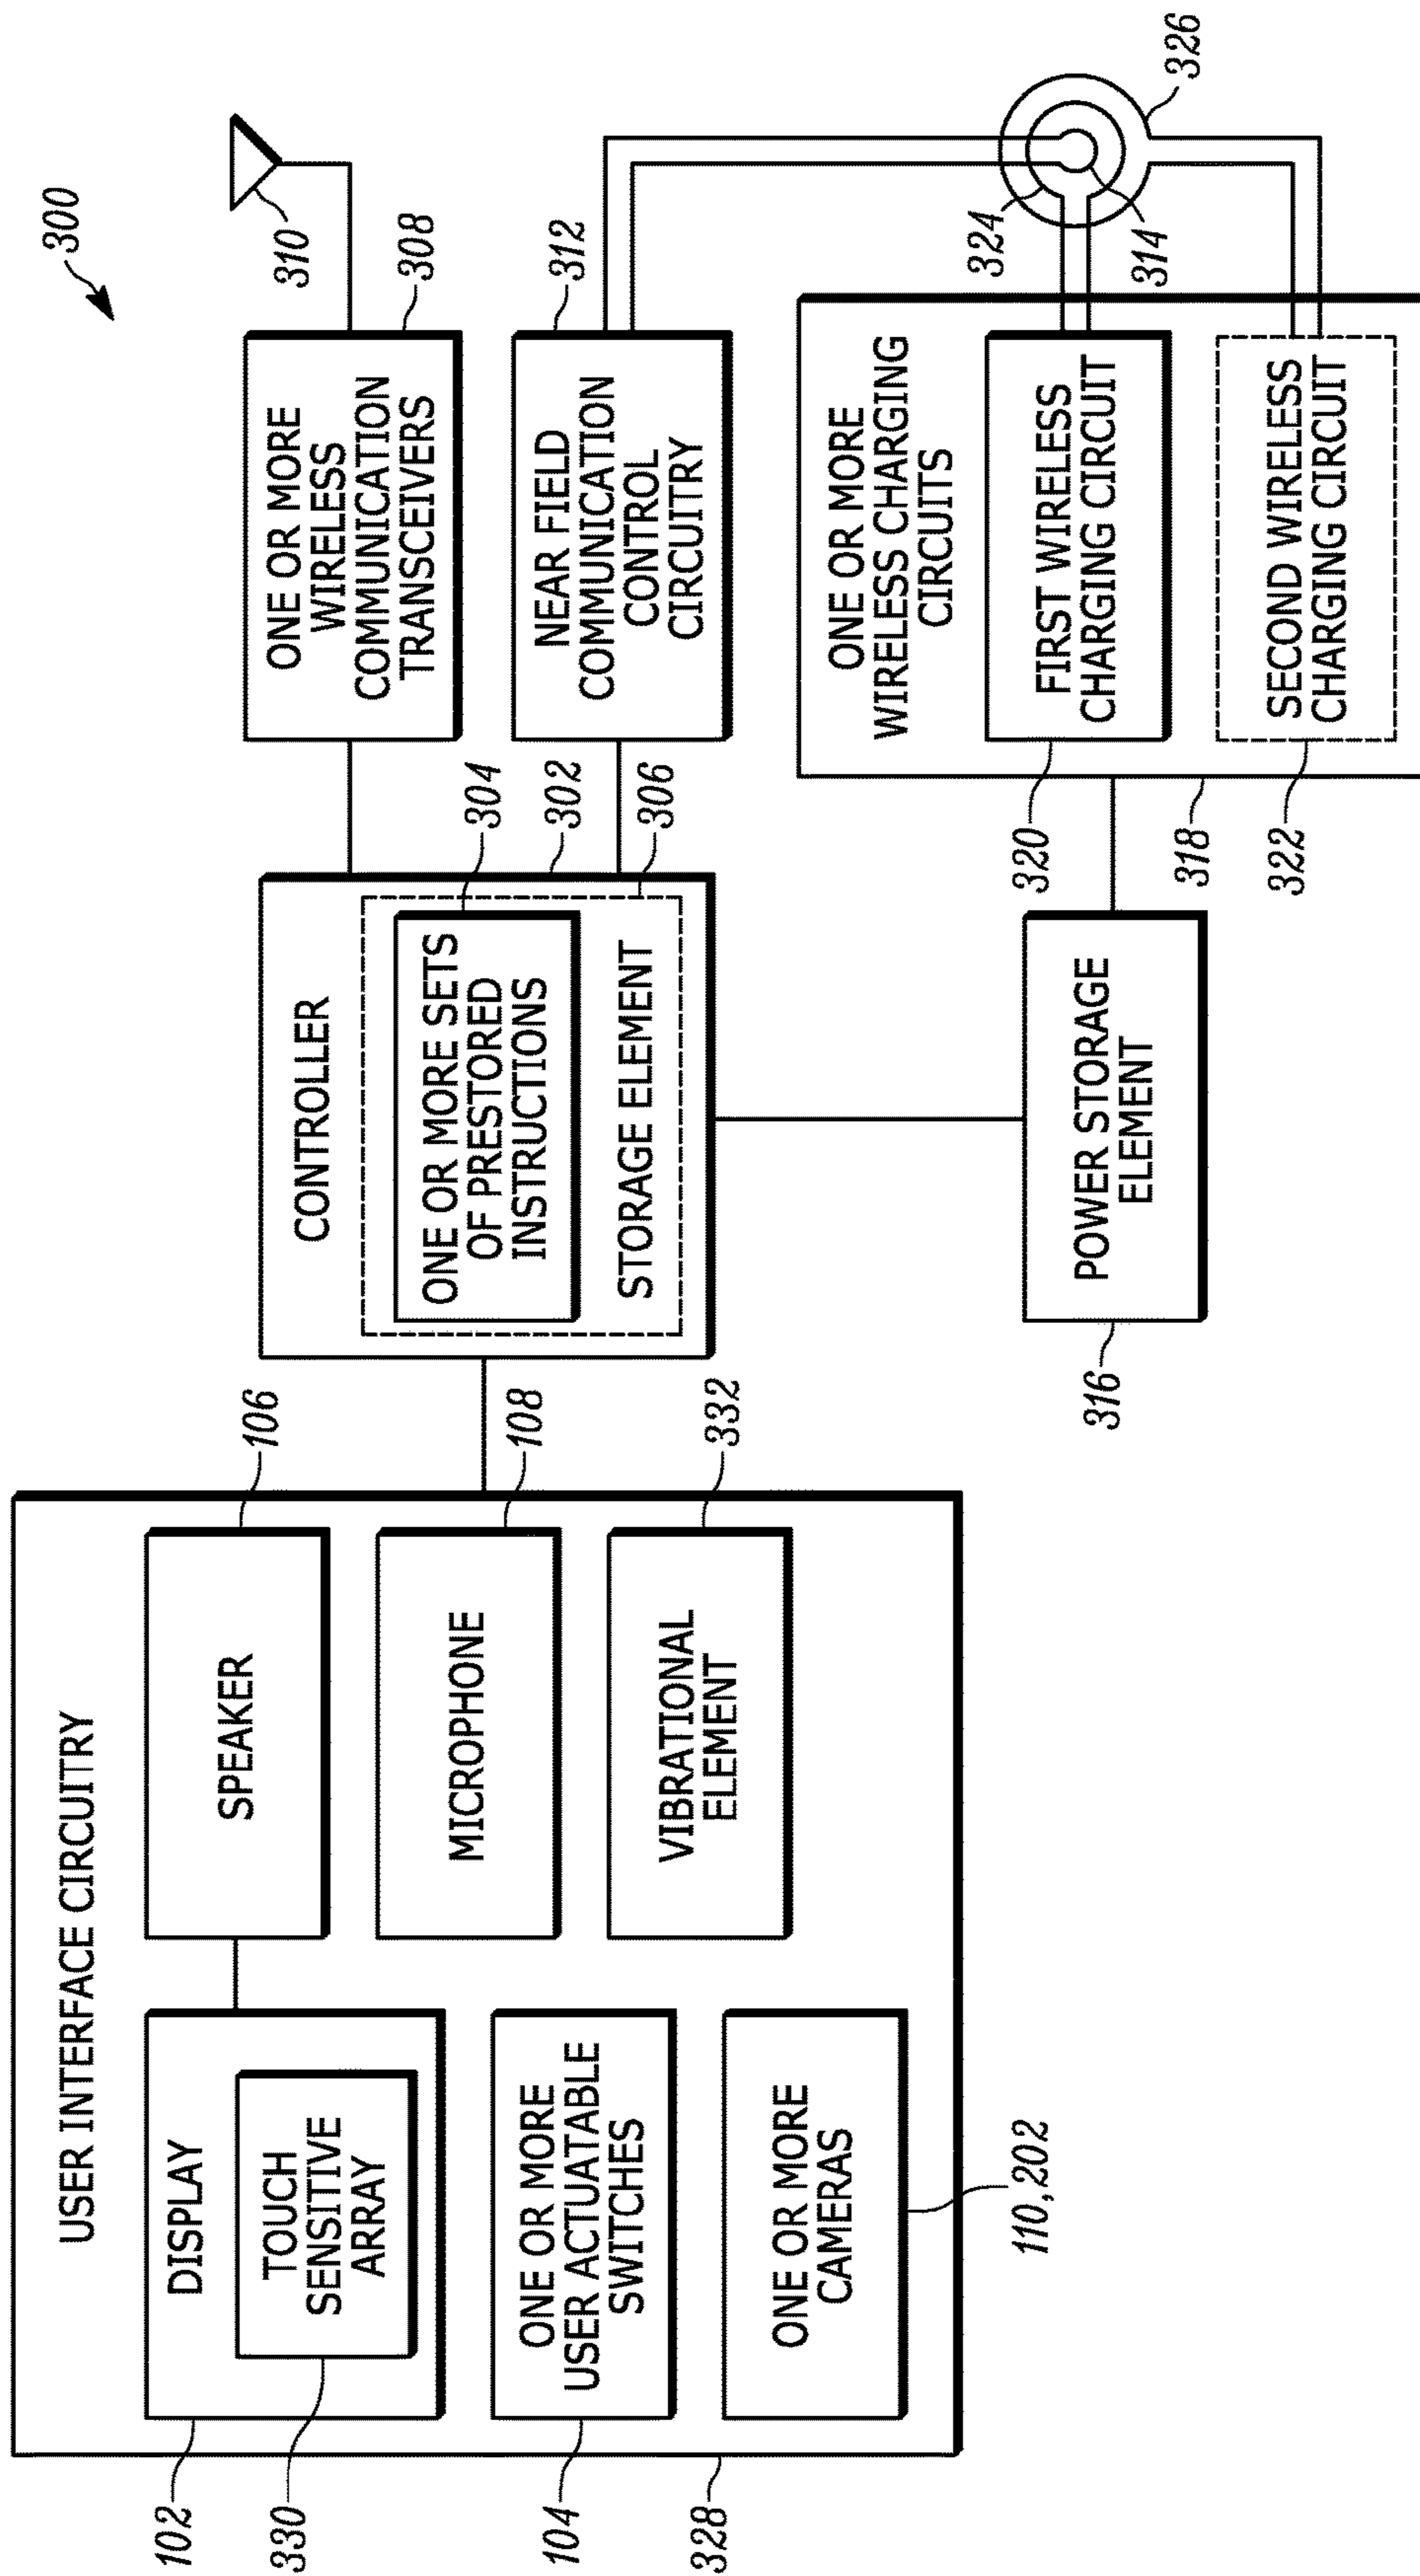 300
USER INTERFACE CIRCUITRY
102
DISPLAY
330
TOUCH
SENSITIVE
ARRAY
SPEAKER
106
104
ONE OR MORE
USER ACTUATABLE
SWITCHES
MICROPHONE
108
ONE OR MORE
CAMERAS
110,202
VIBRATIONAL
ELEMENT
332
328
CONTROLLER
302
ONE OR MORE SETS
OF PRESTORED
INSTRUCTIONS
304
STORAGE ELEMENT
306
ONE OR MORE
WIRELESS
COMMUNICATION
TRANSCEIVERS
308
310
NEAR FIELD
COMMUNICATION
CONTROL
CIRCUITRY
312
POWER STORAGE
ELEMENT
316
ONE OR MORE
WIRELESS CHARGING
CIRCUITS
318
FIRST WIRELESS
CHARGING CIRCUIT
320
SECOND WIRELESS
CHARGING CIRCUIT
322
324
314
326